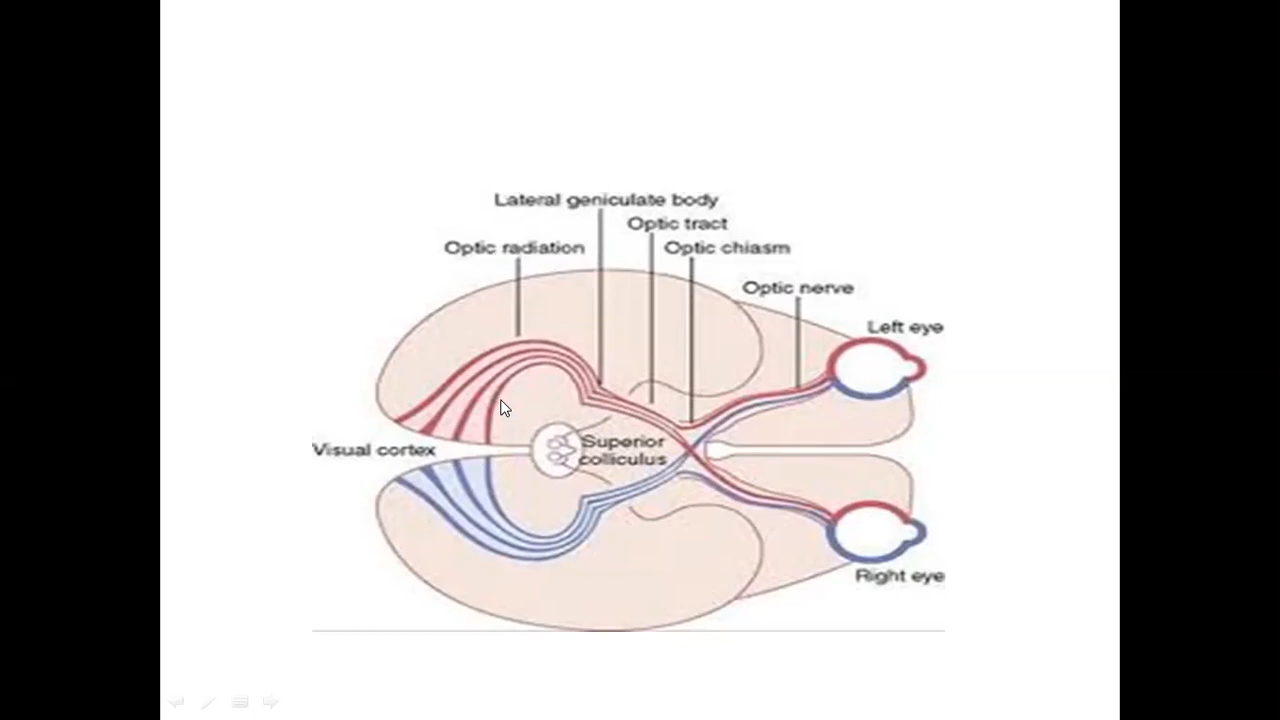 Lateral geniculate body
Optic tract
Optic radiation
Optic chiasm
Optic nerve
Left eye
Superior
colliculus
Visual cortex
Right eye